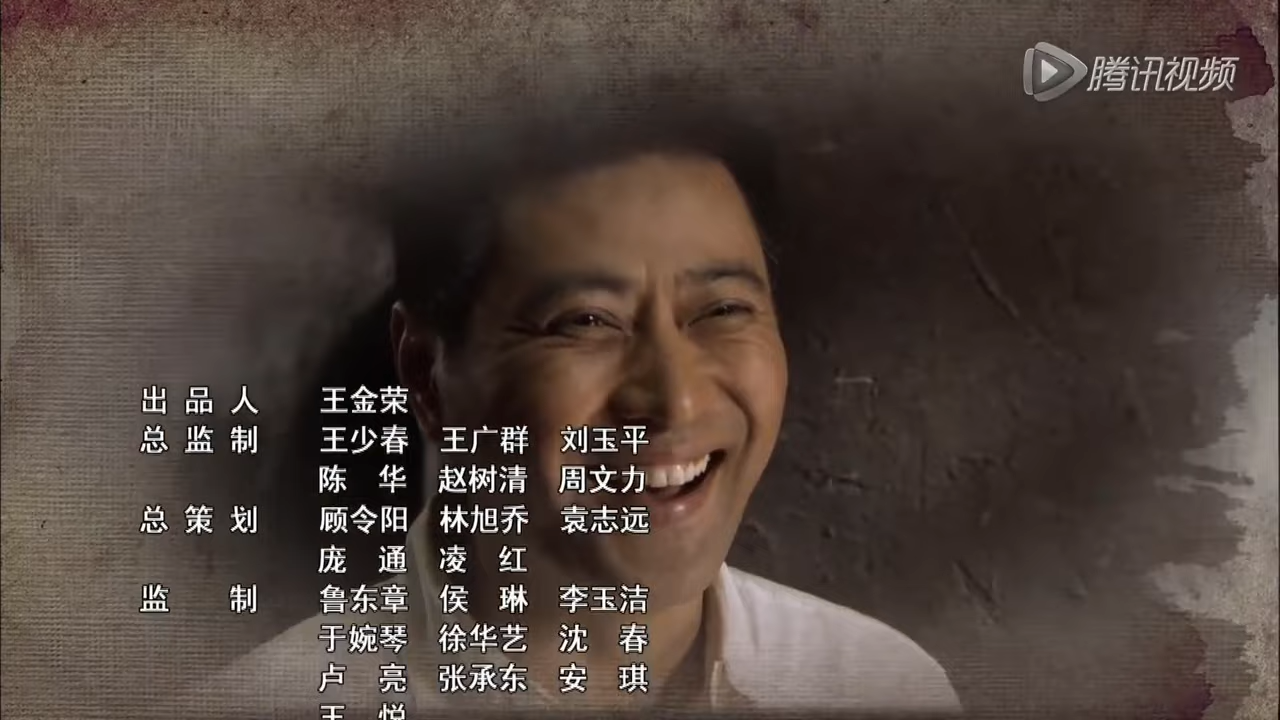 腾讯视频
出品人 王金荣
总监制 王少春 王广群 刘玉平
陈华 赵树清 周文力
总策划 顾令阳 林旭乔 袁志远
庞通 凌红
监制 鲁东章 侯琳 李玉洁
于婉琴 徐华艺 沈春
卢亮 张承东 安琪
王悦